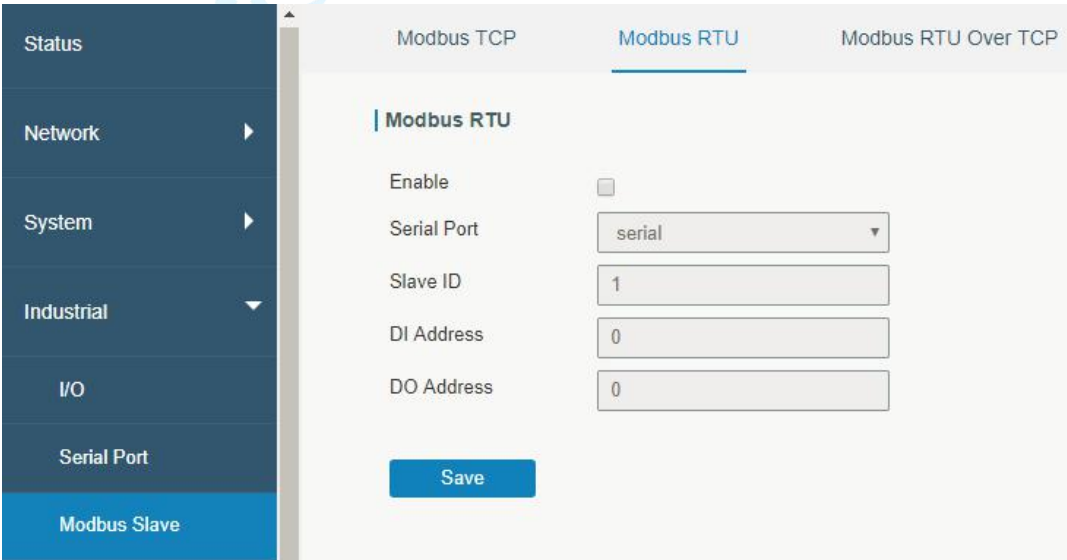 Status
Network
System
Industrial
I/O
Serial Port
Modbus Slave
Modbus TCP
Modbus RTU
Modbus RTU Over TCP
Modbus RTU
Enable
Serial Port
serial
Slave ID
1
DI Address
0
DO Address
0
Save